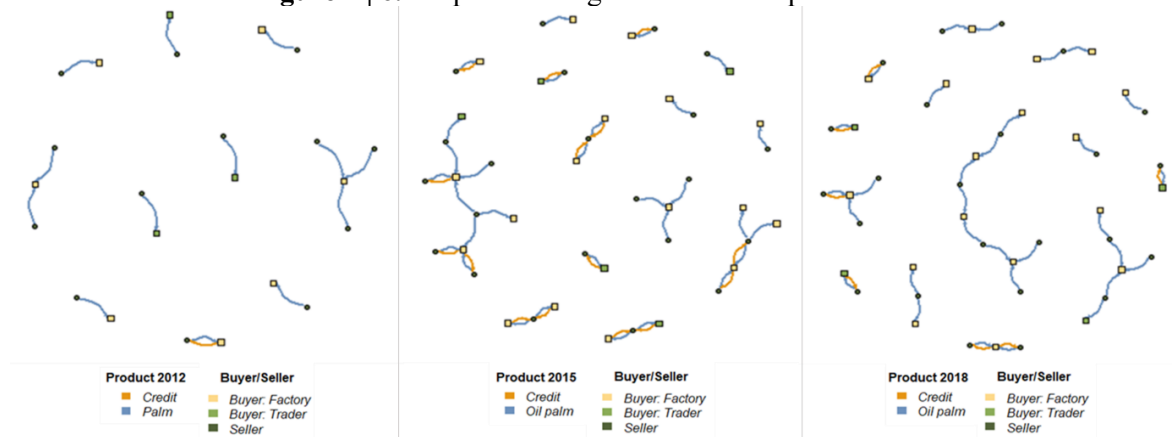 Product 2012
Credit
Palm
Buyer/Seller
Buyer: Factory
Buyer: Trader
Seller
Product 2015
Credit
Oil palm
Buyer/Seller
Buyer: Factory
Buyer: Trader
Seller
Product 2018
Credit
Oil palm
Buyer/Seller
Buyer: Factory
Buyer: Trader
Seller